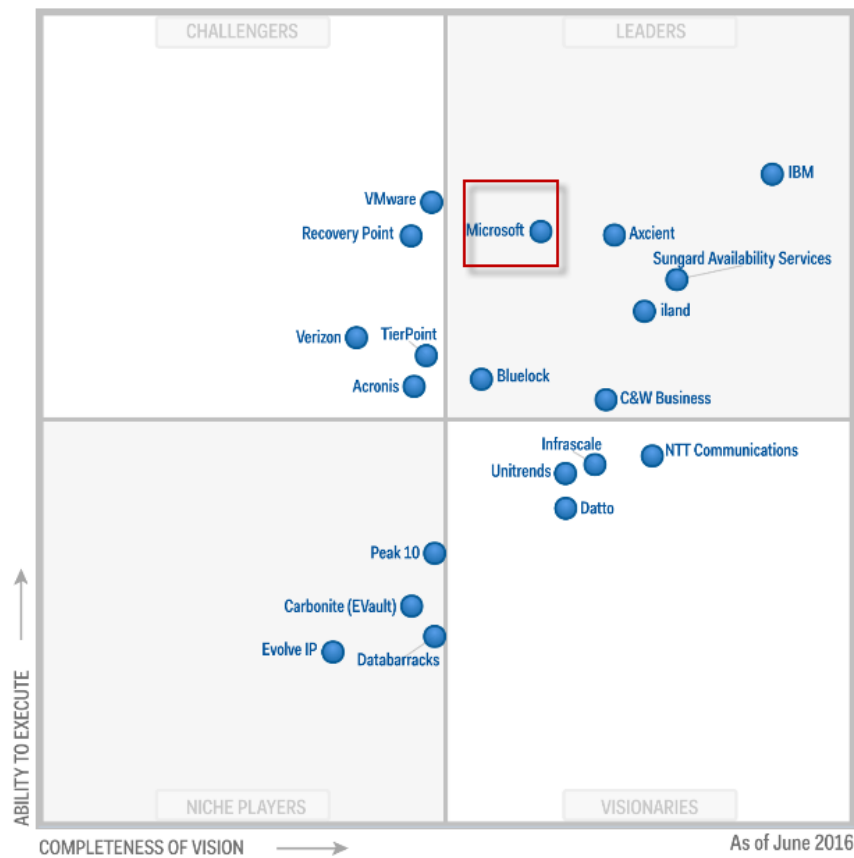 CHALLENGERS
LEADERS
IBM
VMware
Recovery Point
Microsoft
Axcient
Sungard Availability Services
iland
Verizon
TierPoint
Acronis
Bluelock
C&W Business
Infrascale
NTT Communications
Unitrends
Datto
Peak 10
Carbonite (EVault)
Evolve IP
Databarracks
ABILITY TO EXECUTE
NICHE PLAYERS
VISIONARIES
COMPLETENESS OF VISION
As of June 2016